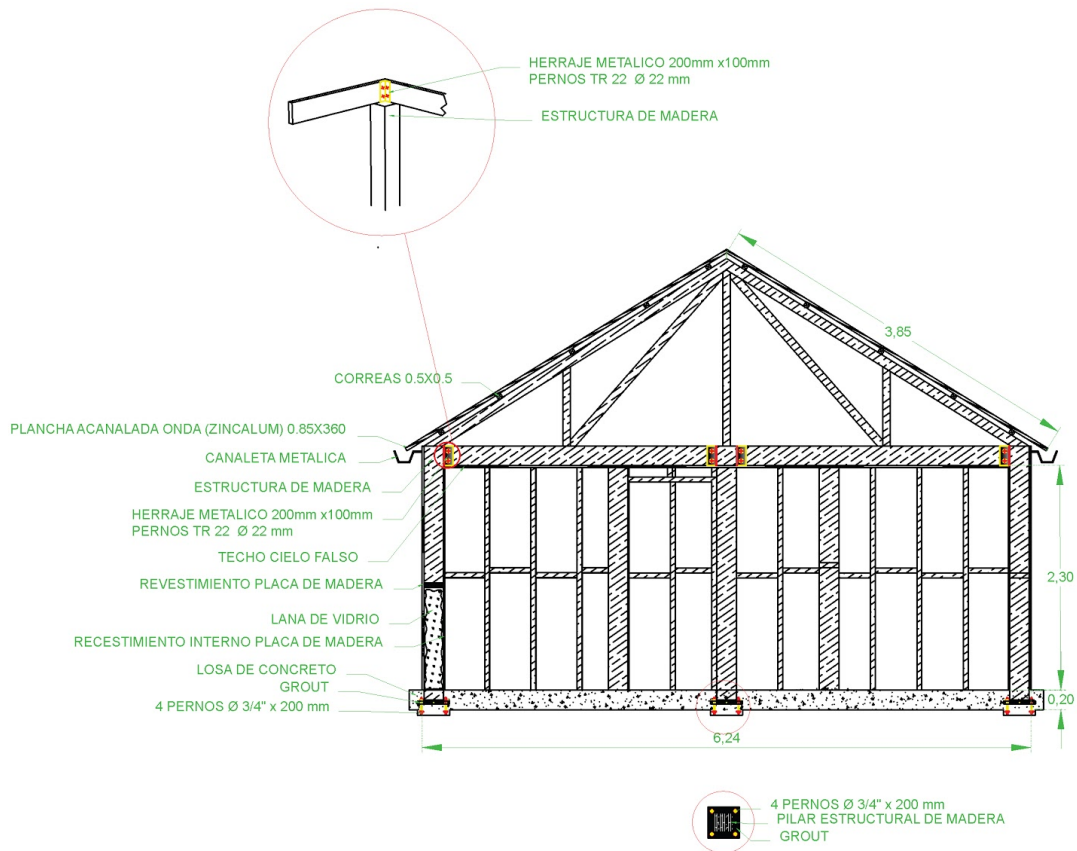 HERRAJE METALICO 200mm x100mm
PERNOS TR 22 Ø 22 mm
ESTRUCTURA DE MADERA
3,85
CORREAS 0.5X0.5
PLANCHA ACANALADA ONDA (ZINCALUM) 0.85X360
CANALETA METALICA
ESTRUCTURA DE MADERA
HERRAJE METALICO 200mm x100mm
PERNOS TR 22 Ø 22 mm
TECHO CIELO FALSO
REVESTIMIENTO PLACA DE MADERA
2,30
LANA DE VIDRIO
RECESTIMIENTO INTERNO PLACA DE MADERA
LOSA DE CONCRETO
GROUT
4 PERNOS Ø 3/4" x 200 mm
0,20
6,24
4 PERNOS Ø 3/4" x 200 mm
PILAR ESTRUCTURAL DE MADERA
GROUT